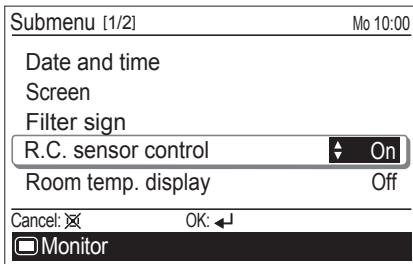 Submenu [1/2] Mo 10:00
Date and time
Screen
Filter sign
R.C. sensor control On
Room temp. display Off
Cancel: OK:
Monitor